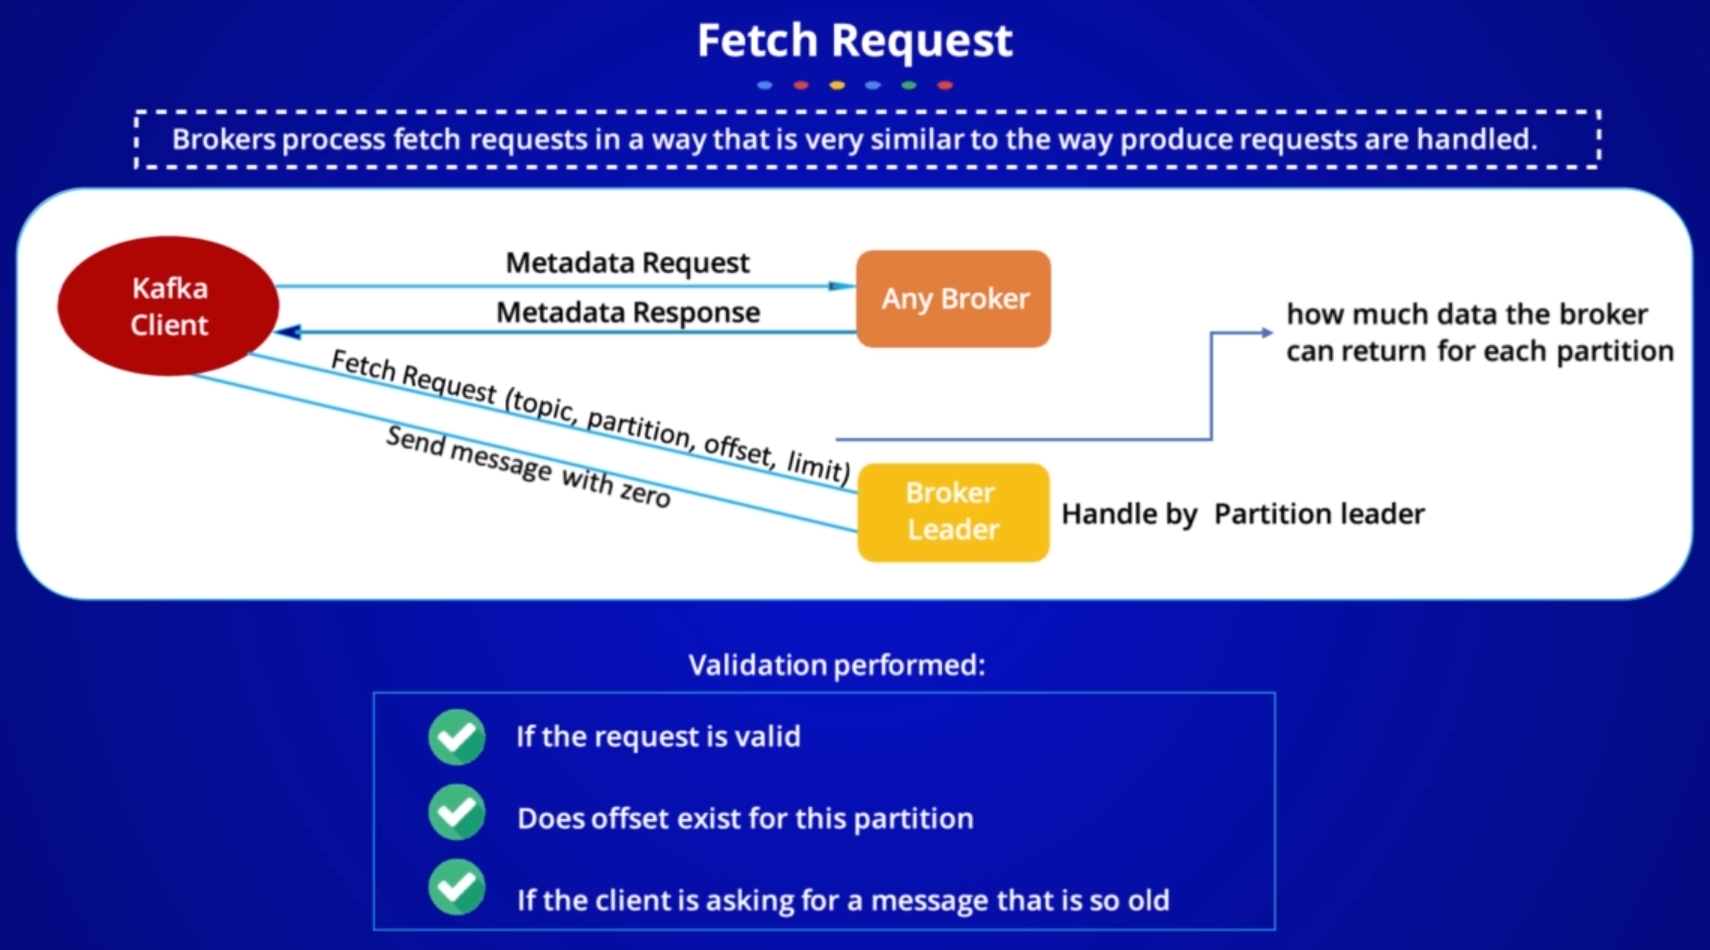 Fetch Request
Brokers process fetch requests in a way that is very similar to the way produce requests are handled.
Kafka
Client
Metadata Request
Metadata Response
Any Broker
how much data the broker
can return for each partition
Fetch Request (topic, partition, offset, limit)
Send message with zero
Broker
Leader
Handle by Partition leader
Validation performed:
If the request is valid
Does offset exist for this partition
If the client is asking for a message that is so old